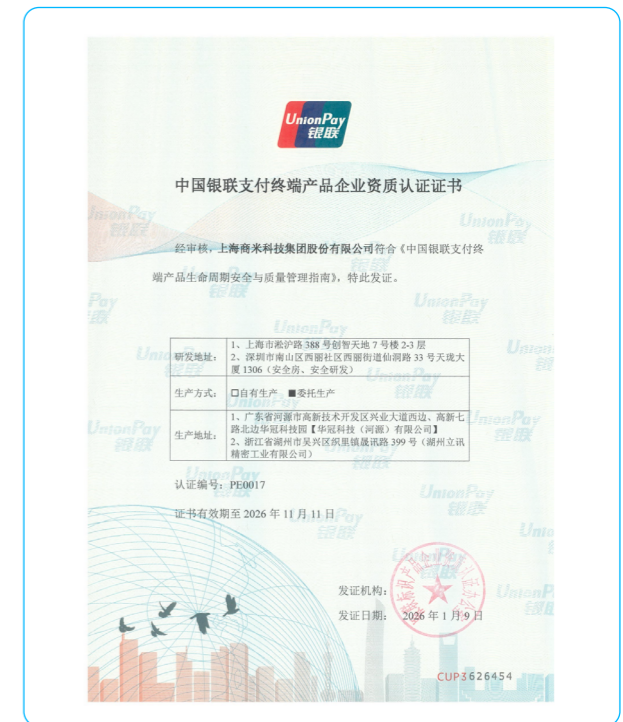 UnionPay
银联
中国银联支付终端产品企业资质认证证书
经审核，上海商米科技集团股份有限公司符合《中国银联支付终
端产品生命周期安全与质量管理指南》，特此发证。
研发地址：
1、上海市淞沪路 388 号创智天地 7 号楼 2-3 层
2、深圳市南山区西丽社区西丽街道仙洞路 33 号天珑大
厦 1306（安全房、安全研发）
生产方式：
□自有生产 ■委托生产
生产地址：
1、广东省河源市高新技术开发区兴业大道西边、高新七
路北边华冠科技园【华冠科技（河源）有限公司】
2、浙江省湖州市吴兴区织里镇晟讯路 399 号（湖州立讯
精密工业有限公司）
认证编号：PE0017
证书有效期至 2026 年 11 月 11 日
发证机构：
发证日期： 2026 年 1 月 9 日
CUP3626454